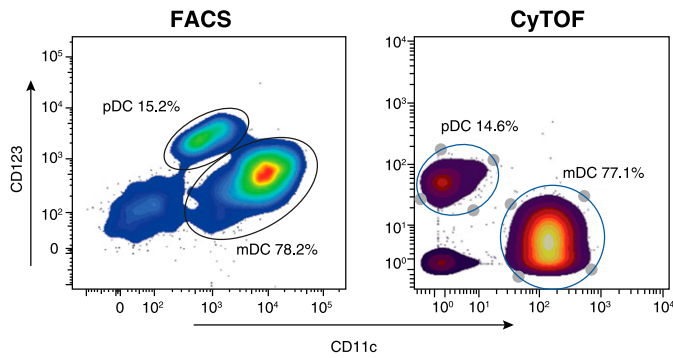 FACS
CyTOF
10⁵
10⁴
10³
10²
0
CD123
pDC 15.2%
mDC 78.2%
0
10²
10³
10⁴
10⁵
10⁴
10³
10²
10¹
10⁰
pDC 14.6%
mDC 77.1%
10⁰
10¹
10²
10³
10⁴
CD11c